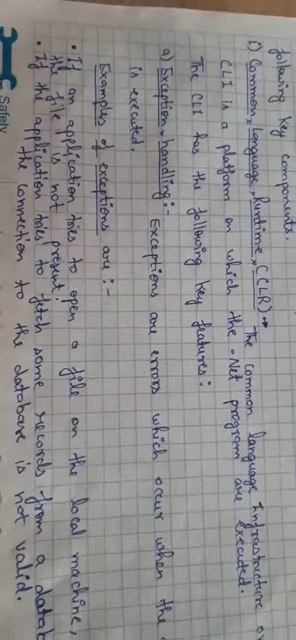 following key components.
1) Common Language Runtime (CLR) → The common language Infrastructure o
CLI is a platform on which the .Net program are executed.
The CLI has the following key features:
a) Exception handling :- Exceptions are errors which occur when the
is executed.
Examples of exceptions are :-
• If an application tries to open a file on the local machine,
the file is not present.
• If the application tries to fetch some records from a datab
the connection to the database is not valid.
Safety